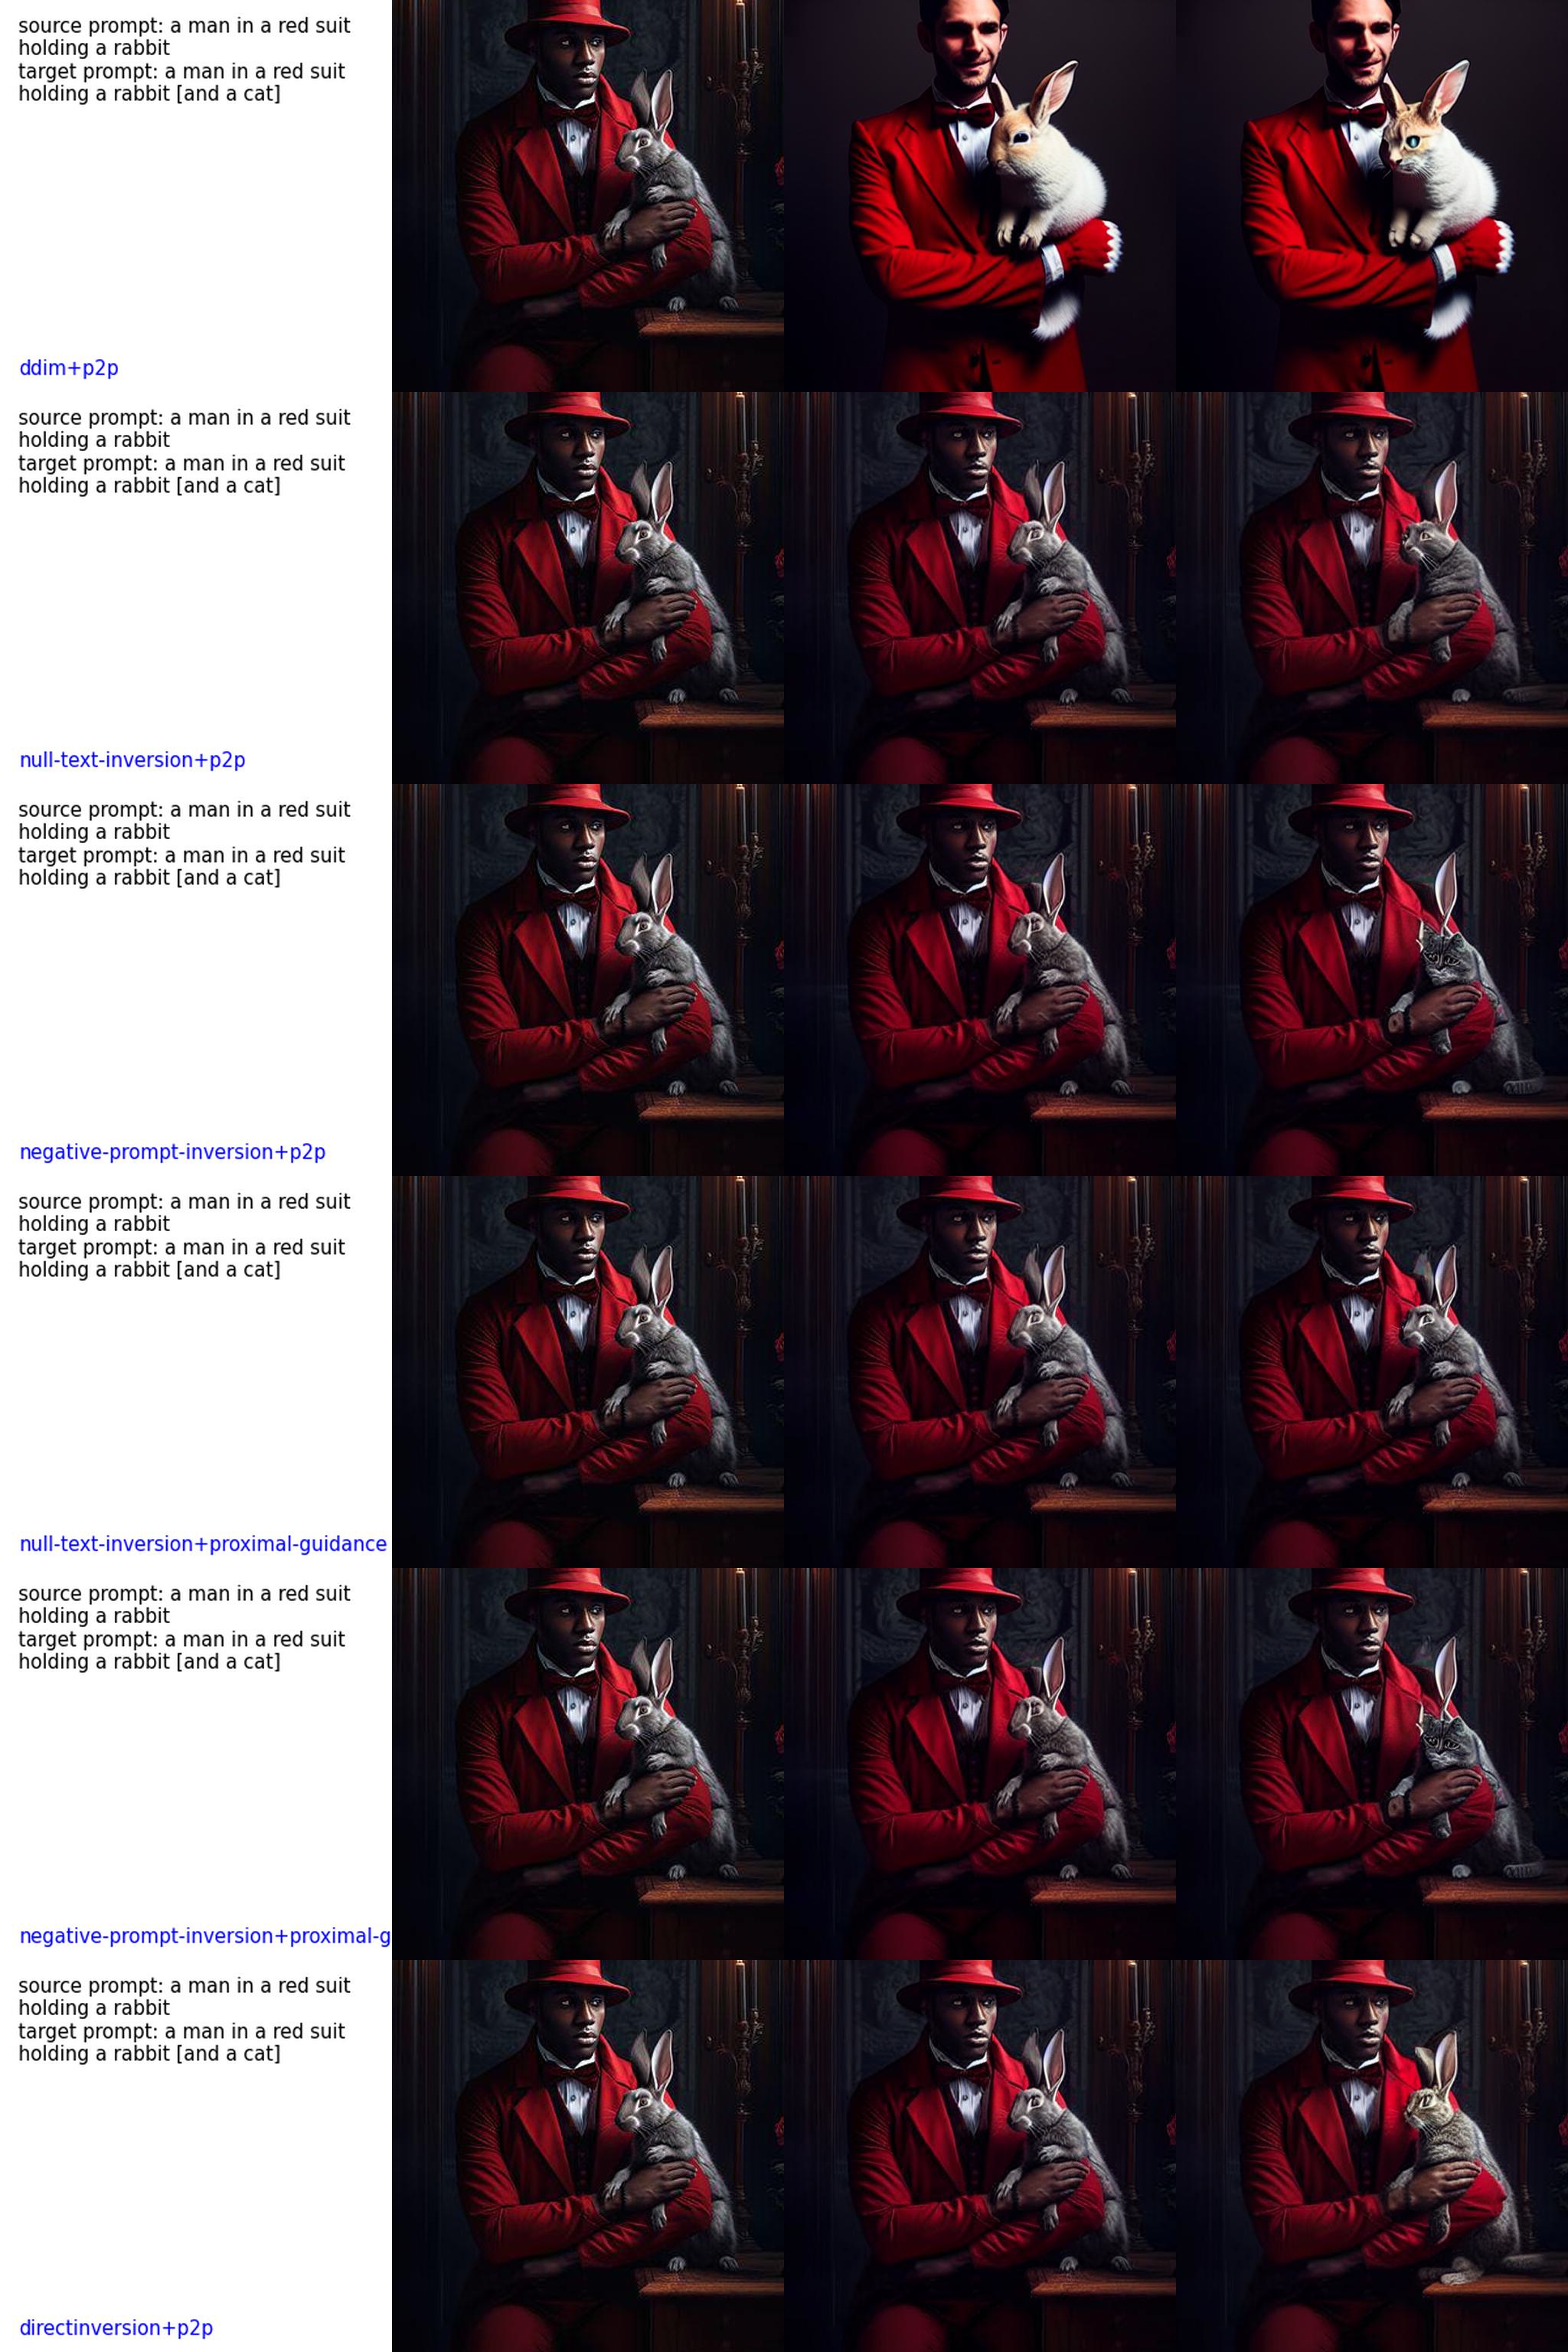 source prompt: a man in a red suit
holding a rabbit
target prompt: a man in a red suit
holding a rabbit [and a cat]
ddim+p2p
source prompt: a man in a red suit
holding a rabbit
target prompt: a man in a red suit
holding a rabbit [and a cat]
null-text-inversion+p2p
source prompt: a man in a red suit
holding a rabbit
target prompt: a man in a red suit
holding a rabbit [and a cat]
negative-prompt-inversion+p2p
source prompt: a man in a red suit
holding a rabbit
target prompt: a man in a red suit
holding a rabbit [and a cat]
null-text-inversion+proximal-guidance
source prompt: a man in a red suit
holding a rabbit
target prompt: a man in a red suit
holding a rabbit [and a cat]
negative-prompt-inversion+proximal-g
source prompt: a man in a red suit
holding a rabbit
target prompt: a man in a red suit
holding a rabbit [and a cat]
directinversion+p2p